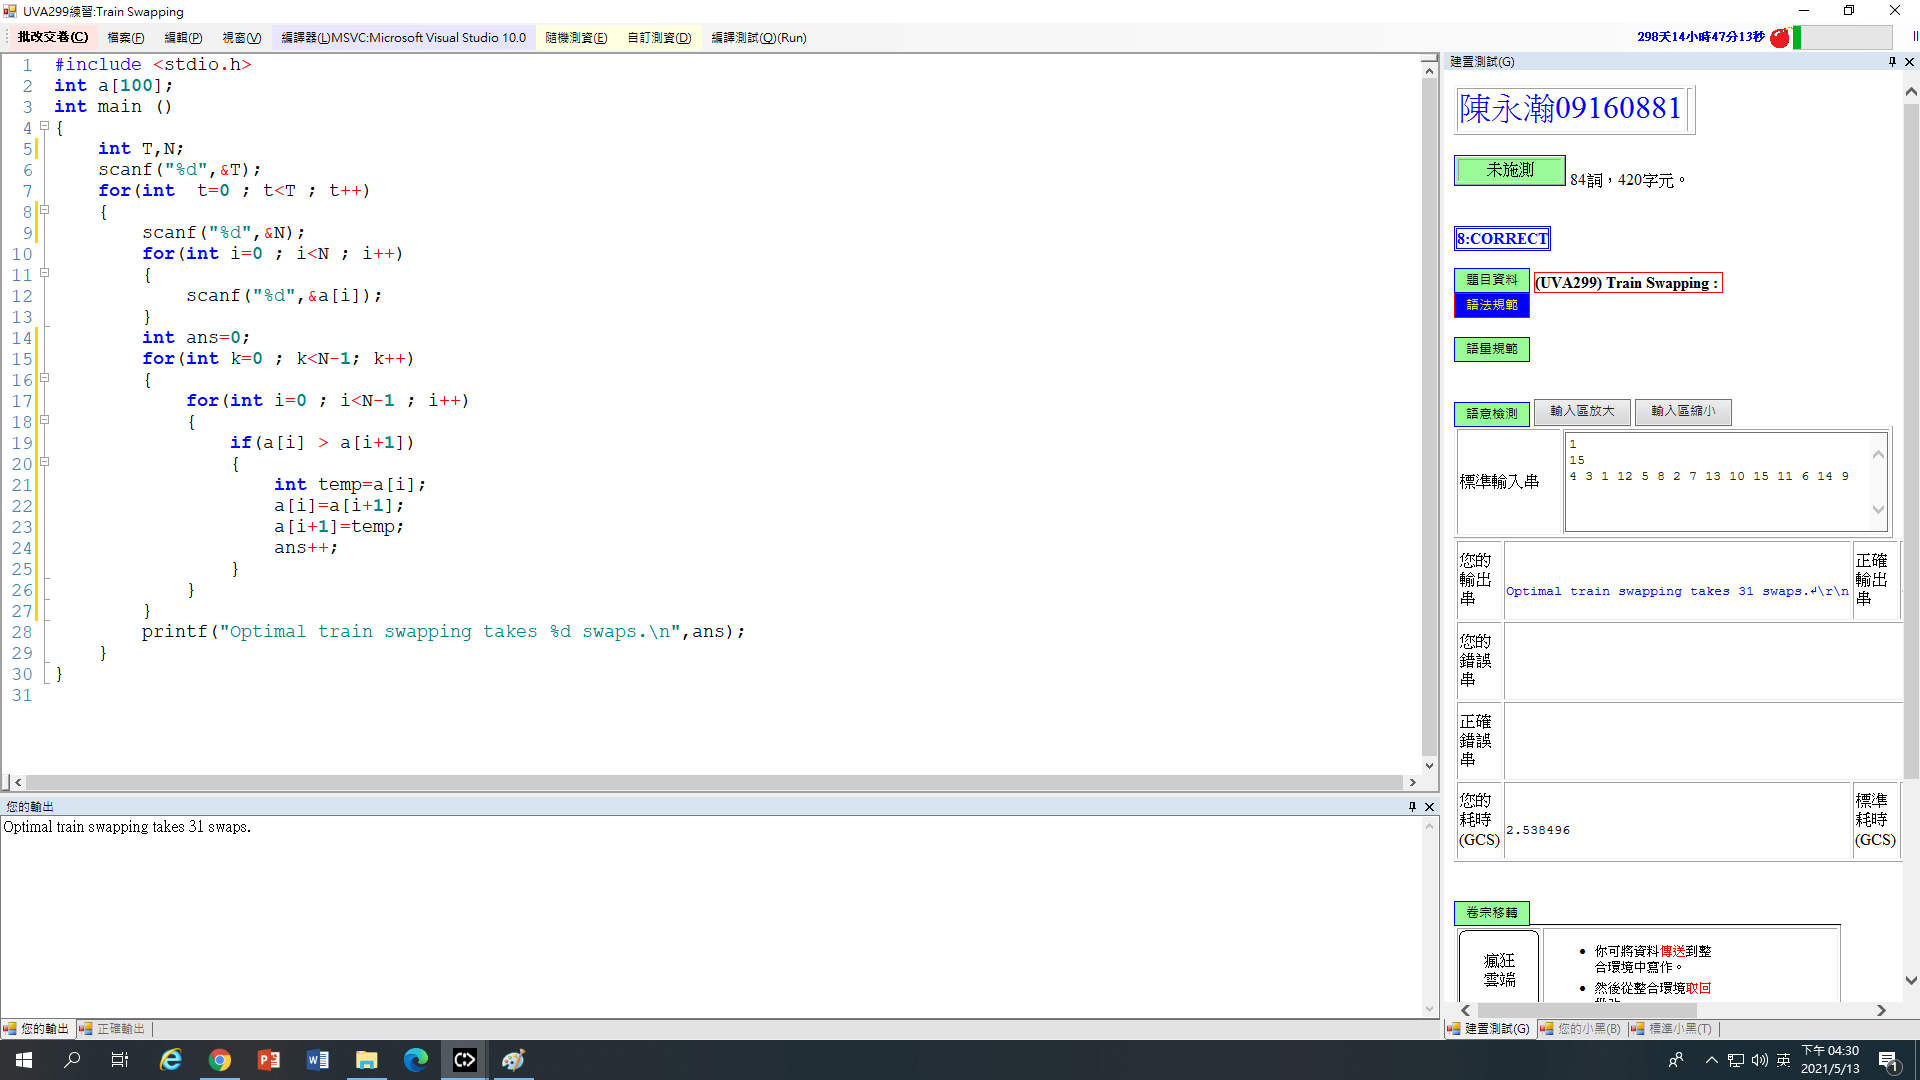 UVA299練習:Train Swapping
批改交卷(C) 檔案(F) 編輯(P) 視窗(V) 編譯器(L)MSVC:Microsoft Visual Studio 10.0 隨機測資(E) 自訂測資(D) 編譯測試(Q)(Run) 298天14小時47分13秒
1 #include <stdio.h>
2 int a[100];
3 int main ()
4 {
5 int T,N;
6 scanf("%d",&T);
7 for(int  t=0 ; t<T ; t++)
8 {
9 scanf("%d",&N);
10 for(int i=0 ; i<N ; i++)
11 {
12 scanf("%d",&a[i]);
13 }
14 int ans=0;
15 for(int k=0 ; k<N-1; k++)
16 {
17 for(int i=0 ; i<N-1 ; i++)
18 {
19 if(a[i] > a[i+1])
20 {
21 int temp=a[i];
22 a[i]=a[i+1];
23 a[i+1]=temp;
24 ans++;
25 }
26 }
27 }
28 printf("Optimal train swapping takes %d swaps.\n",ans);
29 }
30 }
31
您的輸出
Optimal train swapping takes 31 swaps.
您的輸出 正確輸出
建置測試(G)
陳永瀚09160881
未施測 84詞，420字元。
8:CORRECT
題目資料 (UVA299) Train Swapping :
語法規範
語量規範
語意檢測 輸入區放大 輸入區縮小
標準輸入串
1
15
4 3 1 12 5 8 2 7 13 10 15 11 6 14 9
您的輸出串 Optimal train swapping takes 31 swaps.↲\r\n 正確輸出串
您的錯誤串
正確錯誤串
您的耗時(GCS) 2.538496 標準耗時(GCS)
卷宗移轉
瘋狂雲端
• 你可將資料傳送到整
合環境中寫作。
• 然後從整合環境取回
建置測試(G) 您的小黑(B) 標準小黑(T)
英 下午 04:30
2021/5/13
1